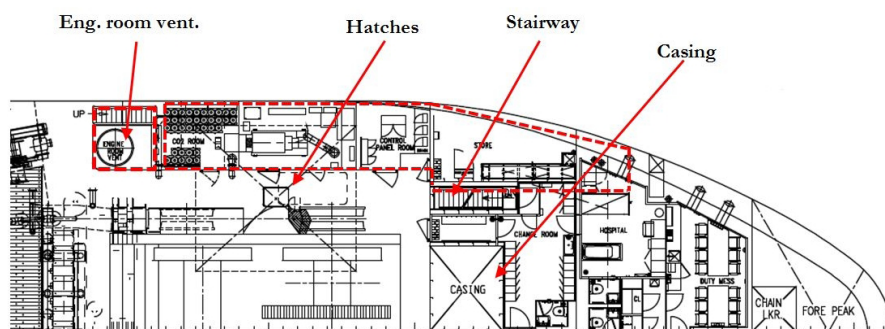 Eng. room vent.
Hatches
Stairway
Casing
UP
ENGINE
ROOM
VENT
CO2 ROOM
CONTROL
PANEL ROOM
STORE
CHANGE ROOM
HOSPITAL
CASING
CL
DUTY MESS
CHAIN
LKR.
FORE PEAK